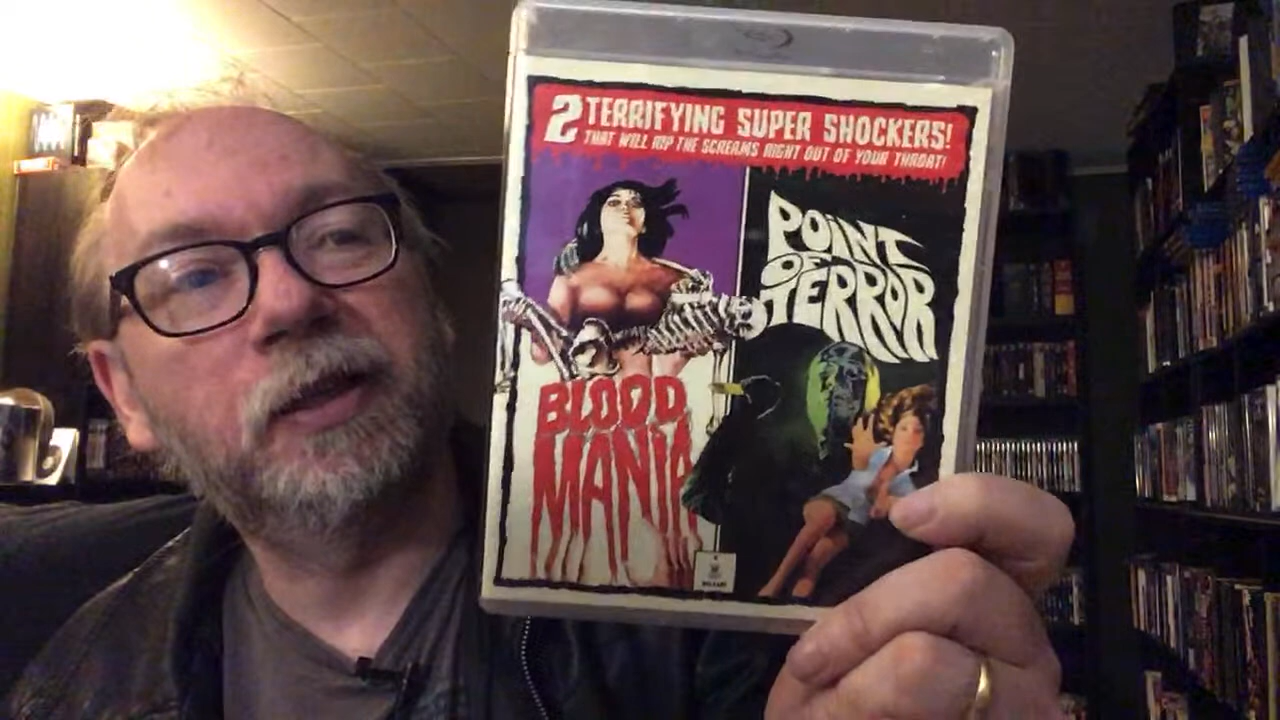 2 TERRIFYING SUPER SHOCKERS!
THAT WILL RIP THE SCREAMS RIGHT OUT OF YOUR THROAT!
POINT
OF
TERROR
BLOOD
MANIA